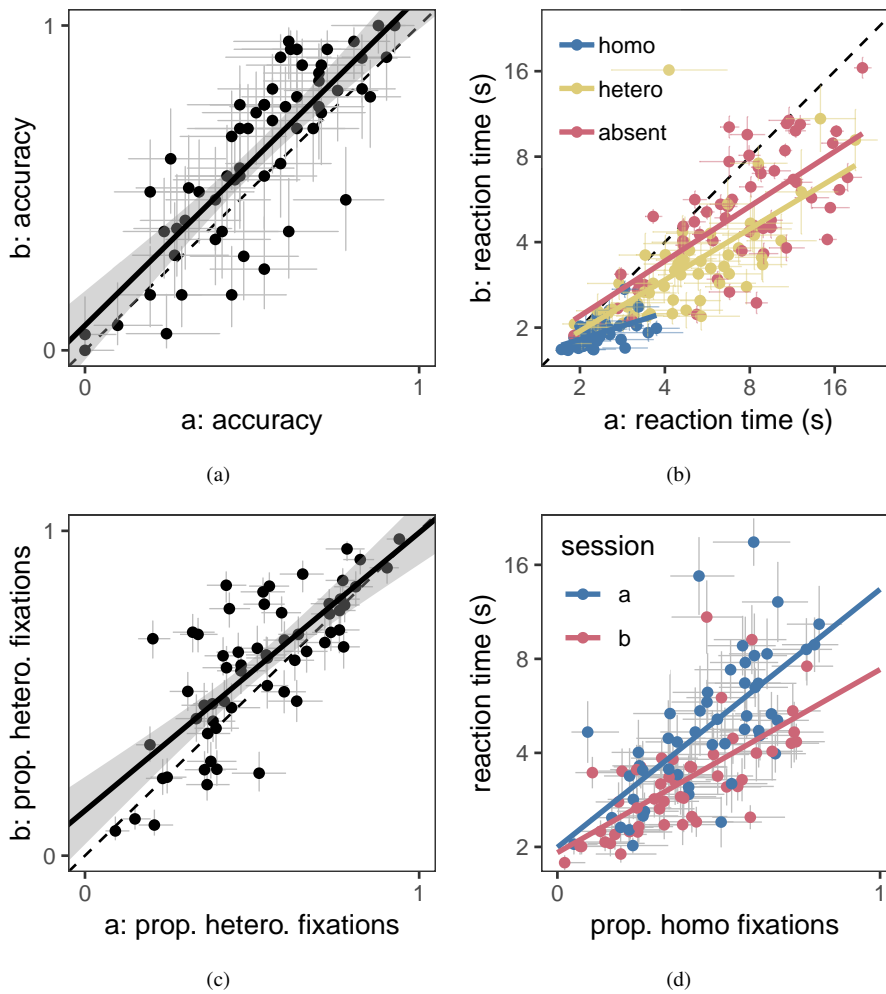 1
b: accuracy
0
0
1
a: accuracy
(a)
homo
hetero
absent
16
8
4
2
b: reaction time (s)
2
4
8
16
a: reaction time (s)
(b)
1
b: prop. hetero. fixations
0
0
1
a: prop. hetero. fixations
(c)
session
a
b
16
8
4
2
reaction time (s)
0
1
prop. homo fixations
(d)